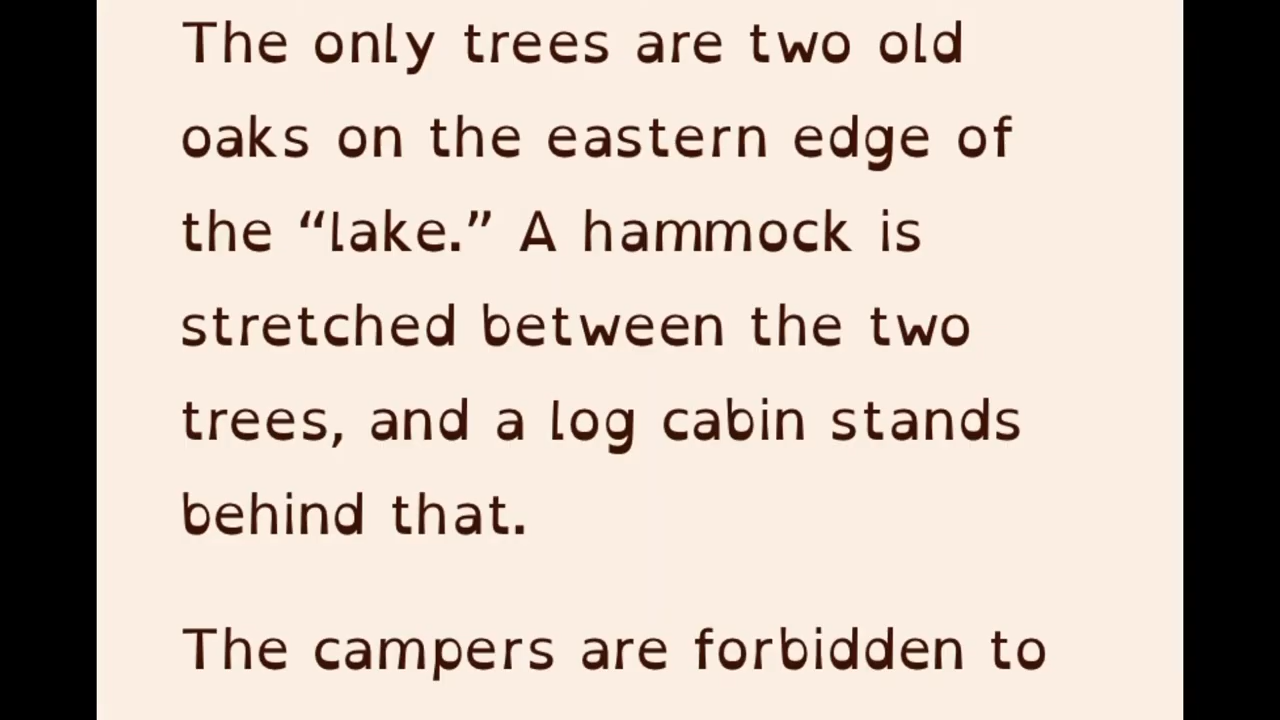 The only trees are two old
oaks on the eastern edge of
the “lake.” A hammock is
stretched between the two
trees, and a log cabin stands
behind that.
The campers are forbidden to